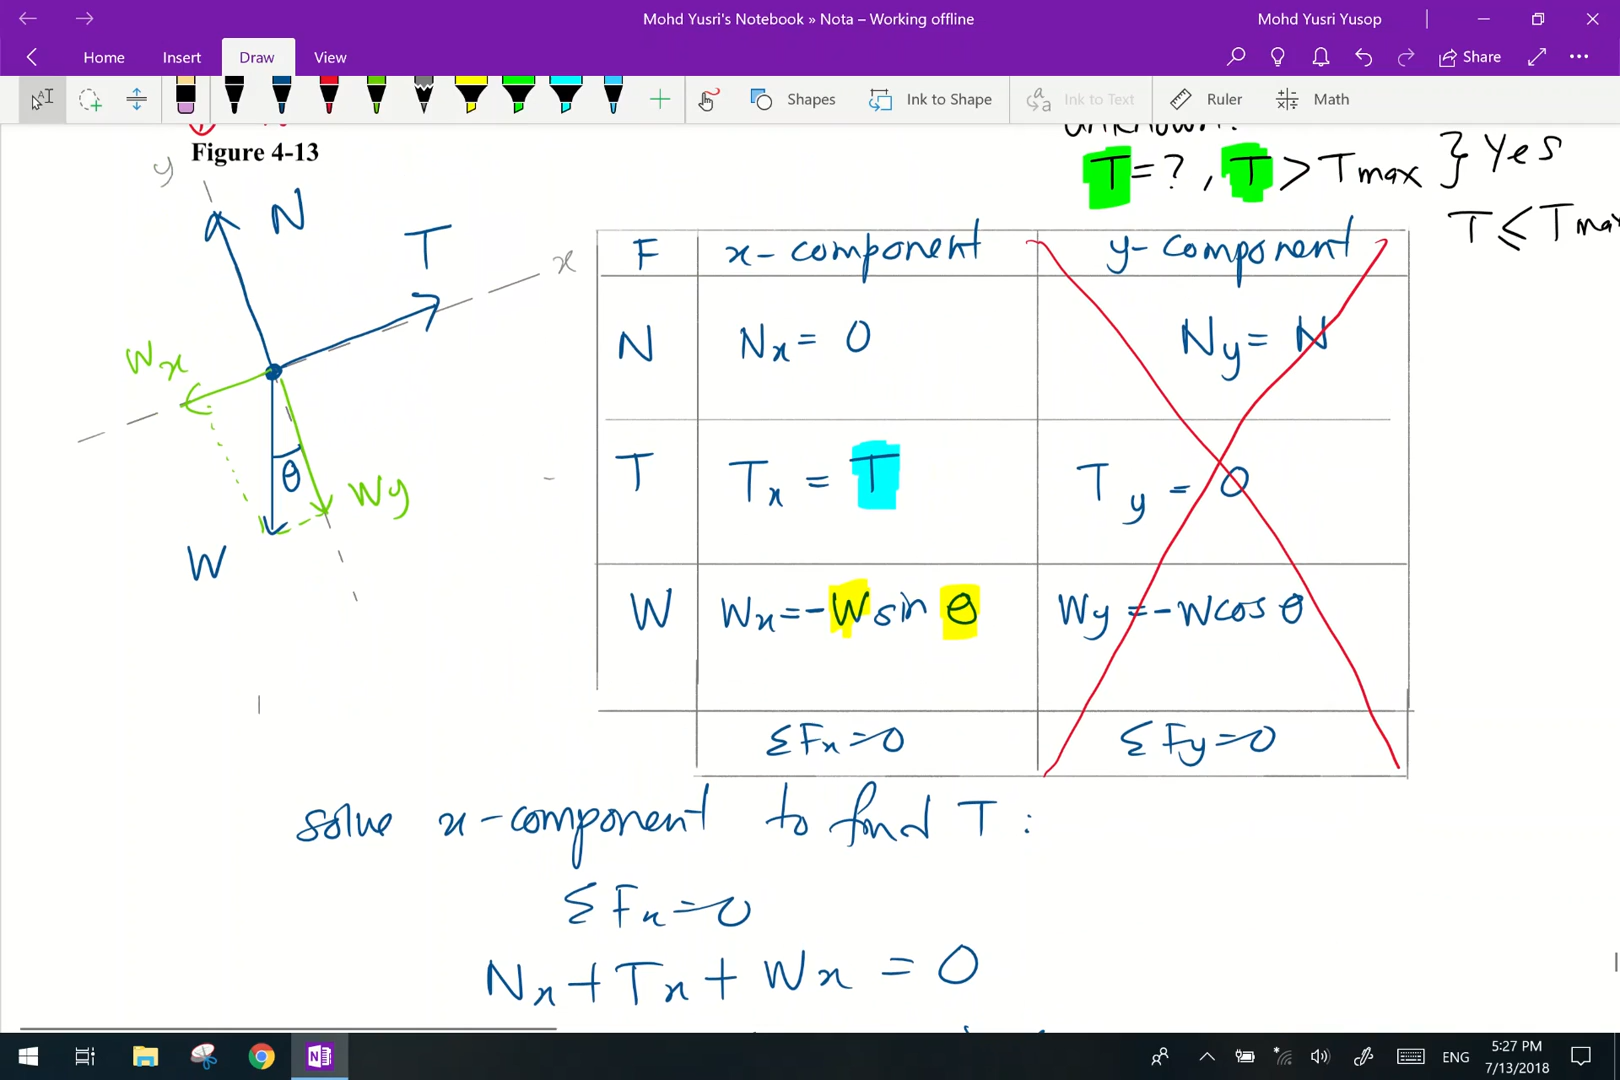 Mohd Yusri's Notebook » Nota – Working offline
Mohd Yusri Yusop
Home Insert Draw View
Share
Shapes Ink to Shape Ink to Text Ruler Math
unknown:
T = ? , T > Tmax } Yes
T ≤ Tmax
Figure 4-13
y
N
T
x
Wx
θ
Wy
W
F x-component y-component
N Nx = 0 Ny = N
T Tx = T Ty = 0
W Wx = -W sin θ Wy = -W cos θ
ΣFx = 0 ΣFy = 0
solve x-component to find T :
ΣFx = 0
Nx + Tx + Wx = 0
ENG
5:27 PM
7/13/2018